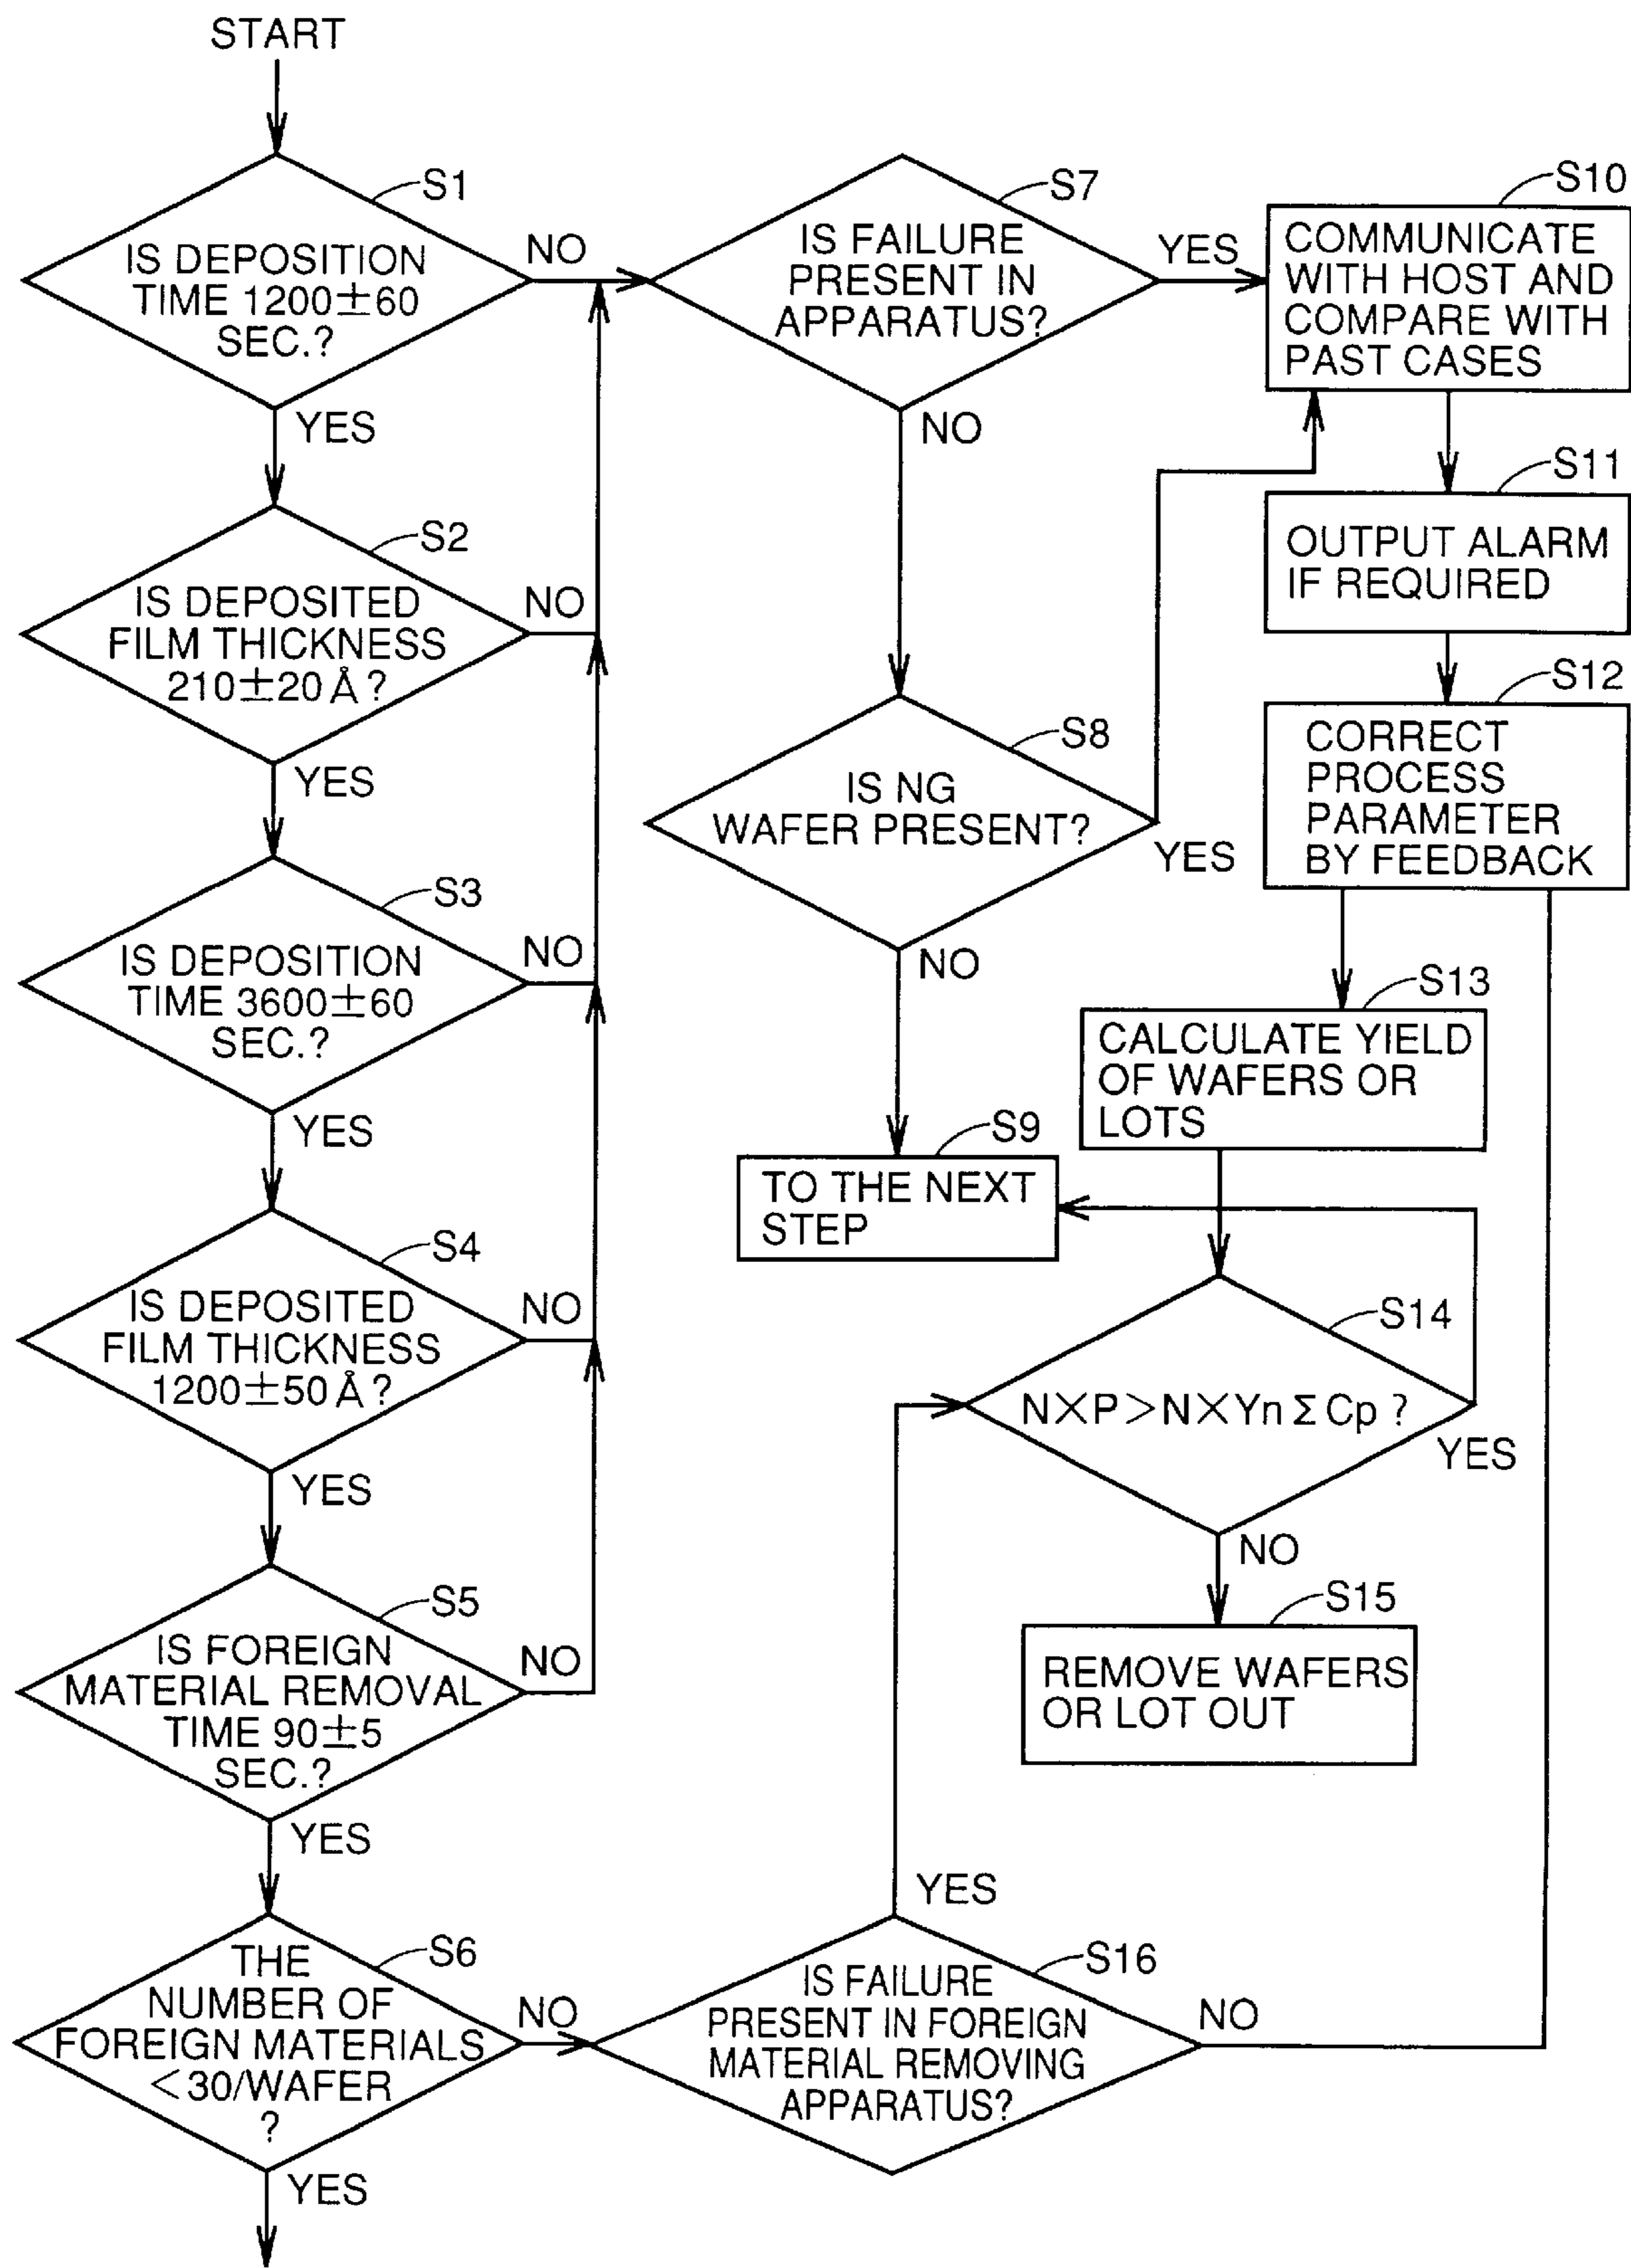 START
S1
IS DEPOSITION
TIME 1200±60
SEC.?
NO
YES
S2
IS DEPOSITED
FILM THICKNESS
210±20Å?
NO
YES
S3
IS DEPOSITION
TIME 3600±60
SEC.?
NO
YES
S4
IS DEPOSITED
FILM THICKNESS
1200±50Å?
NO
YES
S5
IS FOREIGN
MATERIAL REMOVAL
TIME 90±5
SEC.?
NO
YES
S6
THE
NUMBER OF
FOREIGN MATERIALS
<30/WAFER
?
NO
YES
S7
IS FAILURE
PRESENT IN
APPARATUS?
YES
NO
S8
IS NG
WAFER PRESENT?
YES
NO
S9
TO THE NEXT
STEP
S10
COMMUNICATE
WITH HOST AND
COMPARE WITH
PAST CASES
S11
OUTPUT ALARM
IF REQUIRED
S12
CORRECT
PROCESS
PARAMETER
BY FEEDBACK
S13
CALCULATE YIELD
OF WAFERS OR
LOTS
S14
N×P>N×YnΣCp?
YES
NO
S15
REMOVE WAFERS
OR LOT OUT
S16
IS FAILURE
PRESENT IN FOREIGN
MATERIAL REMOVING
APPARATUS?
YES
NO